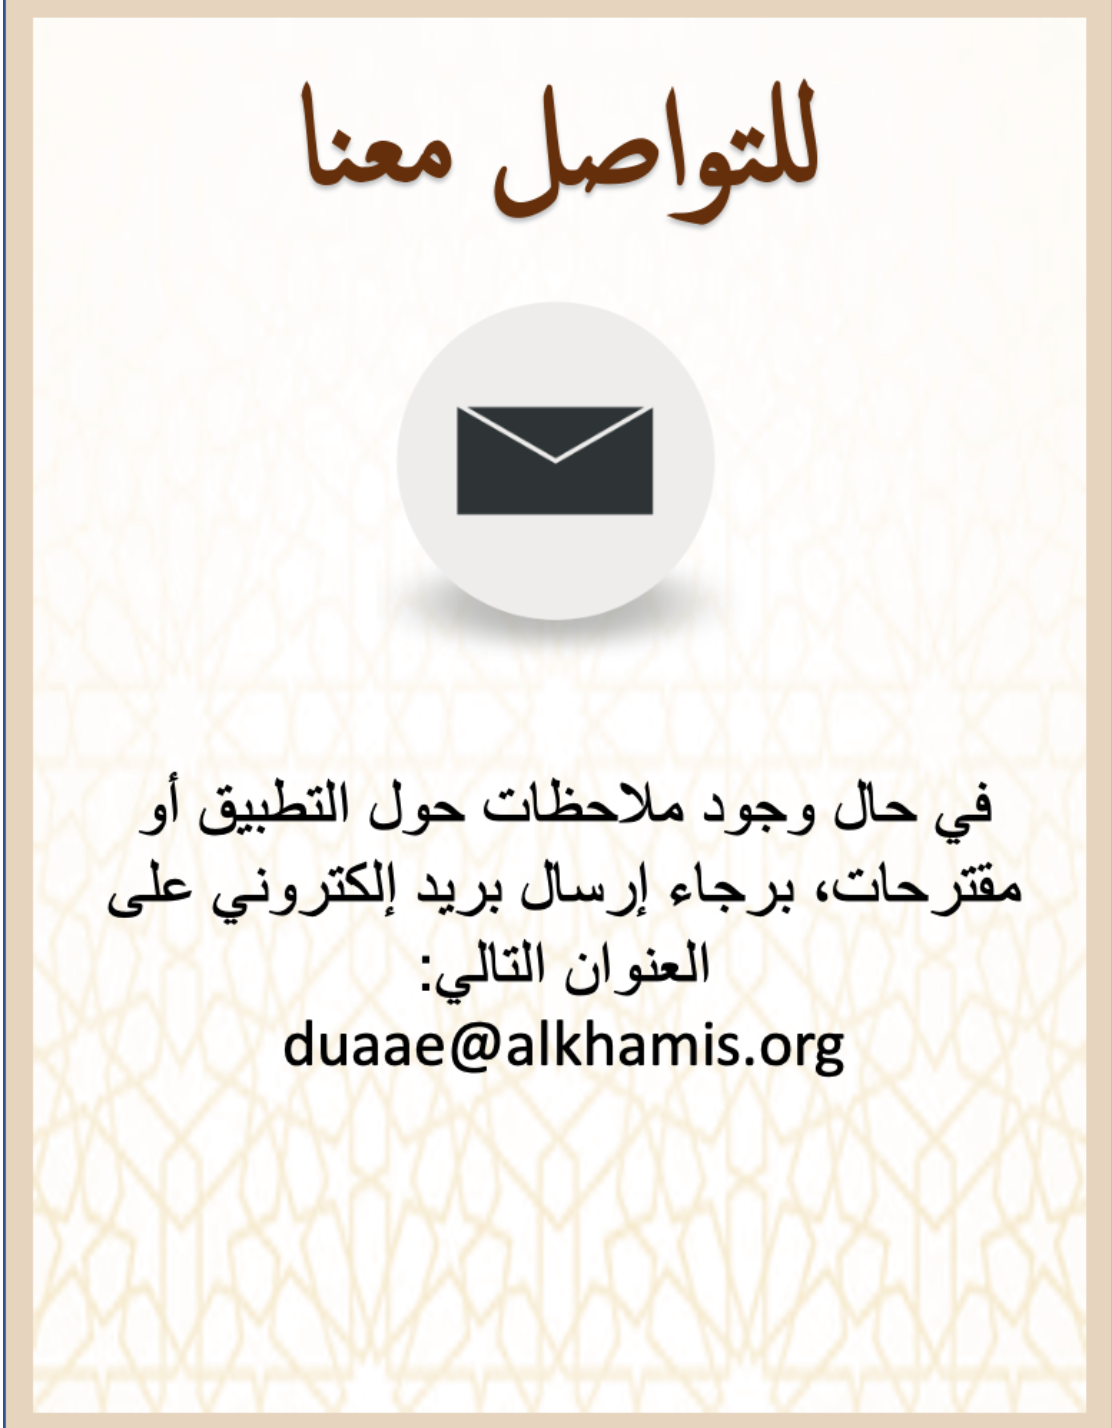 للتواصل معنا
في حال وجود ملاحظات حول التطبيق أو
مقترحات، برجاء إرسال بريد إلكتروني على
العنوان التالي:
duaae@alkhamis.org